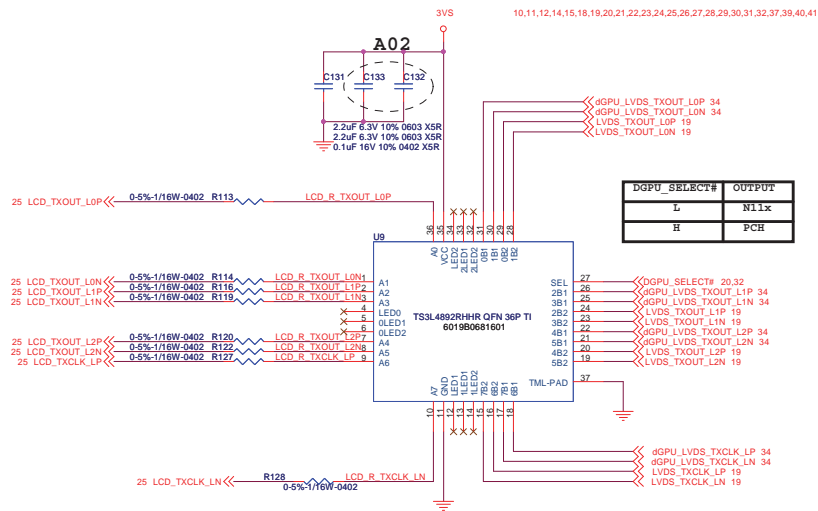 3VS
10,11,12,14,15,18,19,20,21,22,23,24,25,26,27,28,29,30,31,32,37,39,40,41
A02
C131 C133 C132
2.2uF 6.3V 10% 0603 X5R
2.2uF 6.3V 10% 0603 X5R
0.1uF 16V 10% 0402 X5R
dGPU_LVDS_TXOUT_L0P 34
dGPU_LVDS_TXOUT_L0N 34
LVDS_TXOUT_L0P 19
LVDS_TXOUT_L0N 19
DGPU_SELECT# OUTPUT
L N11x
H PCH
25 LCD_TXOUT_L0P 0-5%-1/16W-0402 R113 LCD_R_TXOUT_L0P
36 35 34 33 32 31 30 29 28
U9
A0 VCC LED2 2LED1 2LED2 0B1 1B1 0B2 1B2
25 LCD_TXOUT_L0N 0-5%-1/16W-0402 R114 LCD_R_TXOUT_L0N 1 A1
25 LCD_TXOUT_L1P 0-5%-1/16W-0402 R116 LCD_R_TXOUT_L1P 2 A2
25 LCD_TXOUT_L1N 0-5%-1/16W-0402 R119 LCD_R_TXOUT_L1N 3 A3
4 LED0
5 0LED1
6 0LED2
25 LCD_TXOUT_L2P 0-5%-1/16W-0402 R120 LCD_R_TXOUT_L2P 7 A4
25 LCD_TXOUT_L2N 0-5%-1/16W-0402 R122 LCD_R_TXOUT_L2N 8 A5
25 LCD_TXCLK_LP 0-5%-1/16W-0402 R127 LCD_R_TXCLK_LP 9 A6
TS3L4892RHHR QFN 36P TI
6019B0681601
SEL 27 DGPU_SELECT# 20,32
2B1 26 dGPU_LVDS_TXOUT_L1P 34
3B1 25 dGPU_LVDS_TXOUT_L1N 34
2B2 24 LVDS_TXOUT_L1P 19
3B2 23 LVDS_TXOUT_L1N 19
4B1 22 dGPU_LVDS_TXOUT_L2P 34
5B1 21 dGPU_LVDS_TXOUT_L2N 34
4B2 20 LVDS_TXOUT_L2P 19
5B2 19 LVDS_TXOUT_L2N 19
TML-PAD 37
A7 GND LED1 1LED1 1LED2 7B2 6B2 7B1 6B1
10 11 12 13 14 15 16 17 18
dGPU_LVDS_TXCLK_LP 34
dGPU_LVDS_TXCLK_LN 34
LVDS_TXCLK_LP 19
LVDS_TXCLK_LN 19
25 LCD_TXCLK_LN R128 LCD_R_TXCLK_LN
0-5%-1/16W-0402